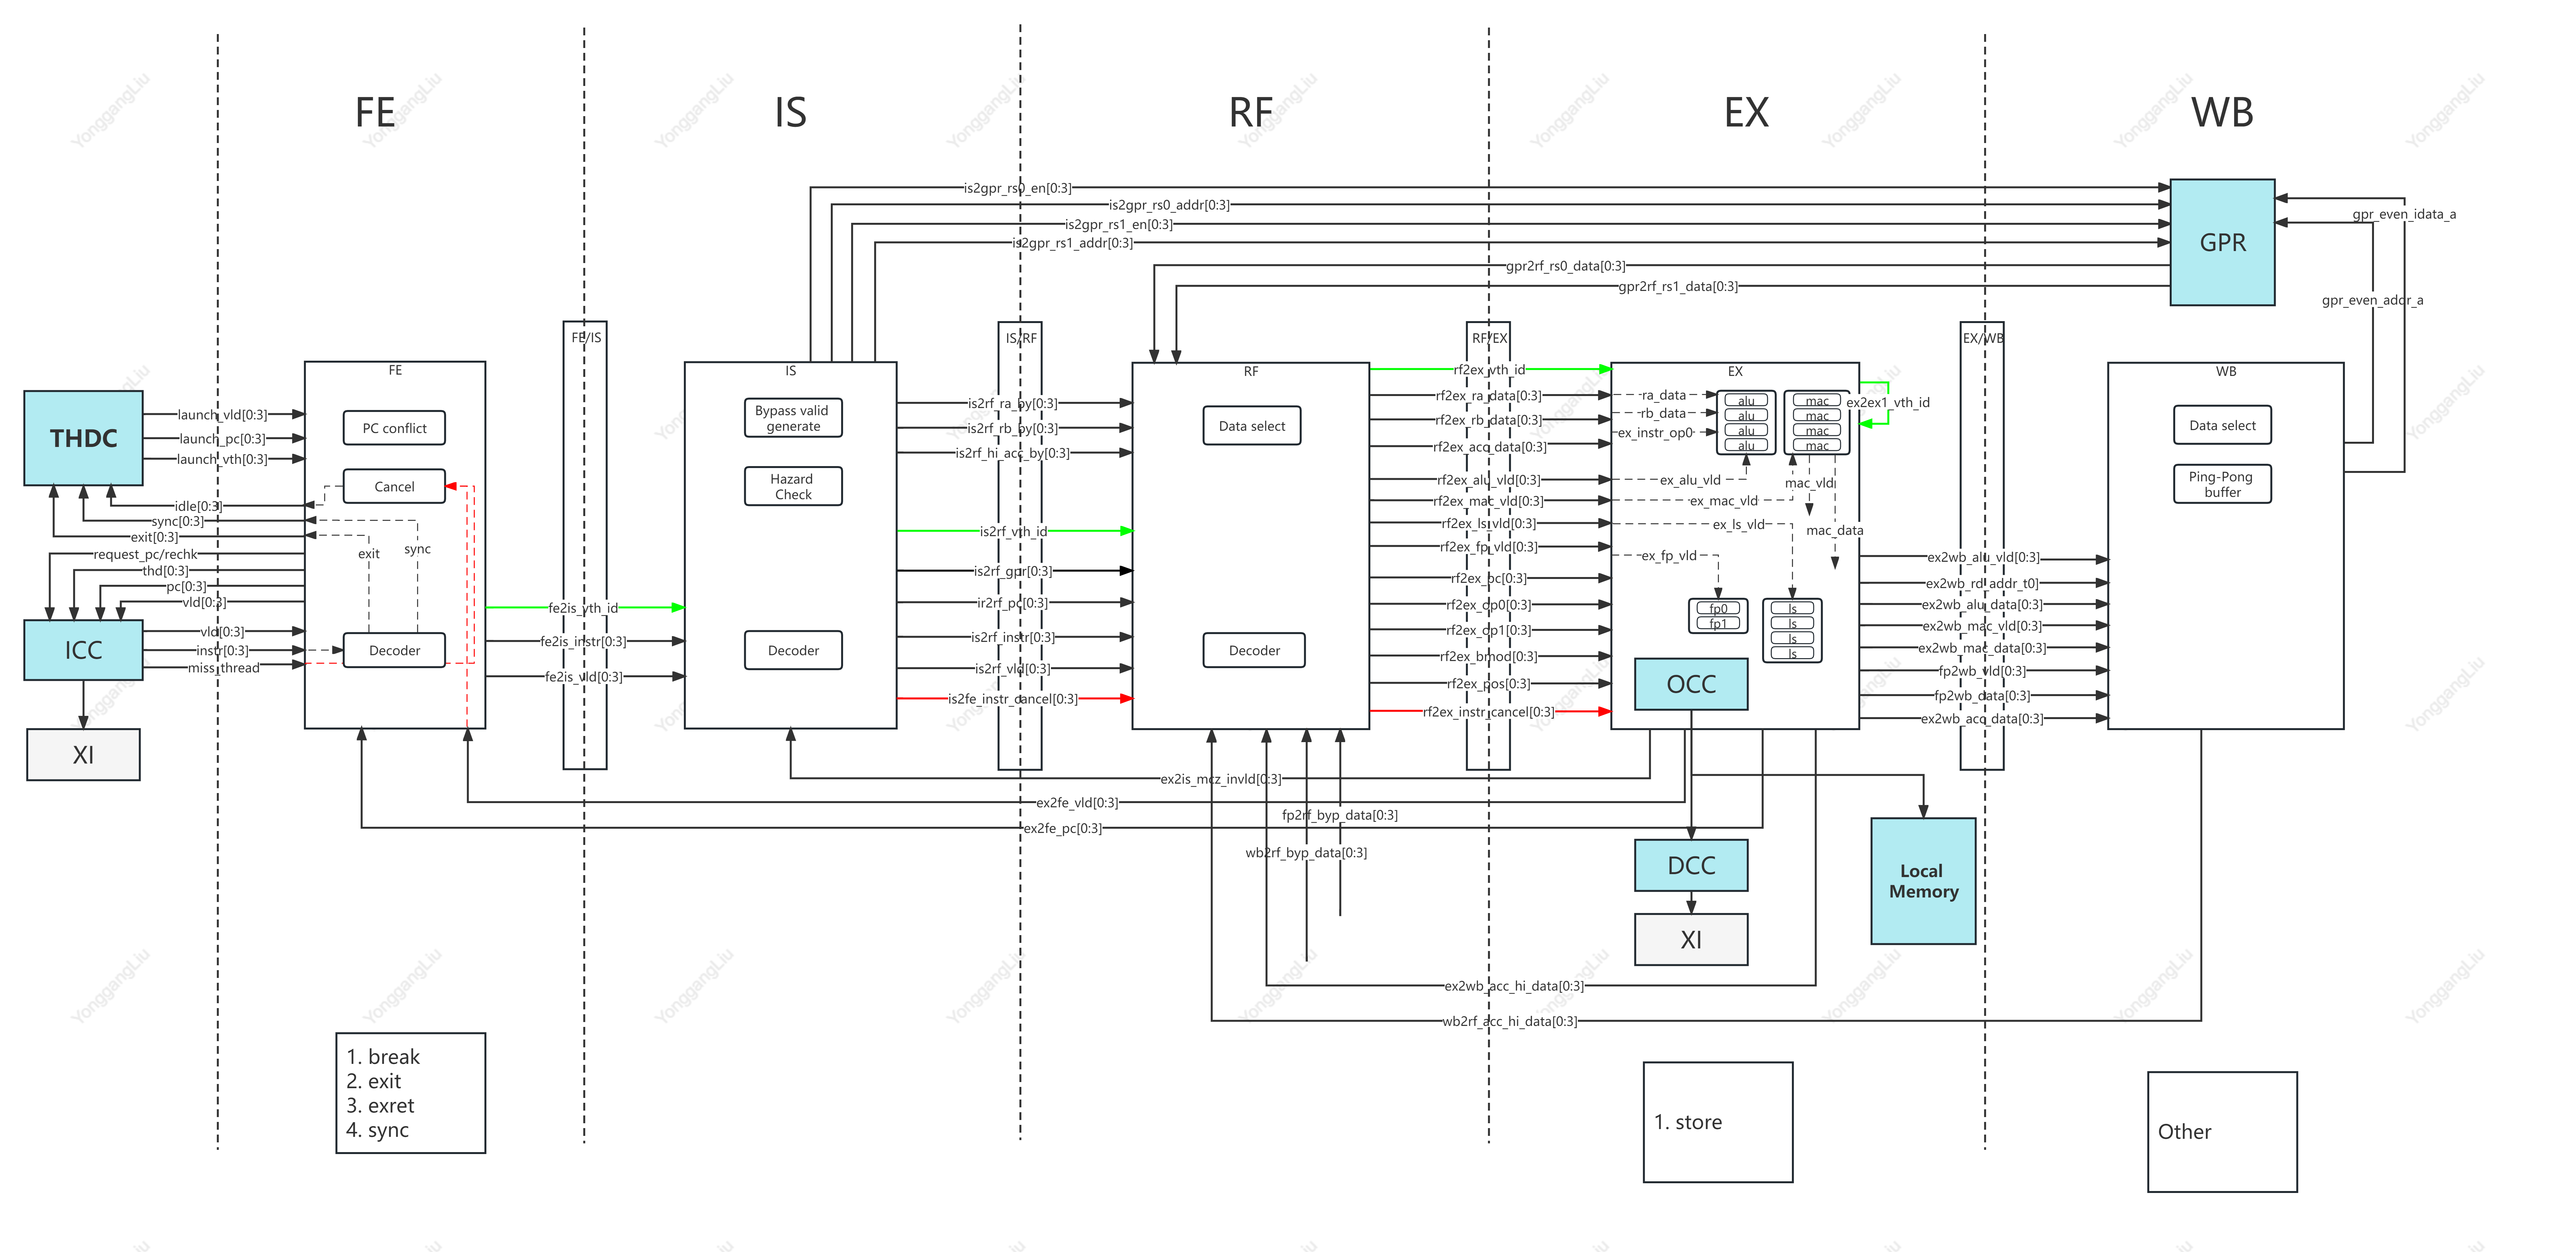 FE
IS
RF
EX
WB
is2gpr_rs0_en[0:3]
is2gpr_rs0_addr[0:3]
is2gpr_rs1_en[0:3]
is2gpr_rs1_addr[0:3]
gpr2rf_rs0_data[0:3]
gpr2rf_rs1_data[0:3]
GPR
gpr_even_idata_a
gpr_even_addr_a
FE/IS
IS/RF
RF/EX
EX/WB
THDC
launch_vld[0:3]
launch_pc[0:3]
launch_vth[0:3]
idle[0:3]
sync[0:3]
exit[0:3]
request_pc/rechk
thd[0:3]
pc[0:3]
vld[0:3]
ICC
vld[0:3]
instr[0:3]
miss_thread
XI
FE
PC conflict
Cancel
exit
sync
Decoder
fe2is_vth_id
fe2is_instr[0:3]
fe2is_vld[0:3]
IS
Bypass valid
generate
Hazard
Check
Decoder
is2rf_ra_by[0:3]
is2rf_rb_by[0:3]
is2rf_hi_acc_by[0:3]
is2rf_vth_id
is2rf_gpr[0:3]
ir2rf_pc[0:3]
is2rf_instr[0:3]
is2rf_vld[0:3]
is2fe_instr_cancel[0:3]
RF
Data select
Decoder
rf2ex_vth_id
rf2ex_ra_data[0:3]
rf2ex_rb_data[0:3]
rf2ex_acq_data[0:3]
rf2ex_alu_vld[0:3]
rf2ex_mac_vld[0:3]
rf2ex_ls_vld[0:3]
rf2ex_fp_vld[0:3]
rf2ex_pc[0:3]
rf2ex_op0[0:3]
rf2ex_op1[0:3]
rf2ex_bmod[0:3]
rf2ex_pos[0:3]
rf2ex_instr_cancel[0:3]
EX
ra_data
rb_data
ex_instr_op0
alu
alu
alu
alu
mac
mac
mac
mac
ex2ex1_vth_id
ex_alu_vld
mac_vld
ex_mac_vld
ex_ls_vld
mac_data
ex_fp_vld
fp0
fp1
ls
ls
ls
ls
OCC
ex2wb_alu_vld[0:3]
ex2wb_rd_addr_t0]
ex2wb_alu_data[0:3]
ex2wb_mac_vld[0:3]
ex2wb_mac_data[0:3]
fp2wb_vld[0:3]
fp2wb_data[0:3]
ex2wb_acq_data[0:3]
WB
Data select
Ping-Pong
buffer
ex2is_mcz_invld[0:3]
ex2fe_vld[0:3]
ex2fe_pc[0:3]
fp2rf_byp_data[0:3]
wb2rf_byp_data[0:3]
DCC
XI
Local
Memory
ex2wb_acc_hi_data[0:3]
wb2rf_acc_hi_data[0:3]
1. break
2. exit
3. exret
4. sync
1. store
Other
YonggangLiu